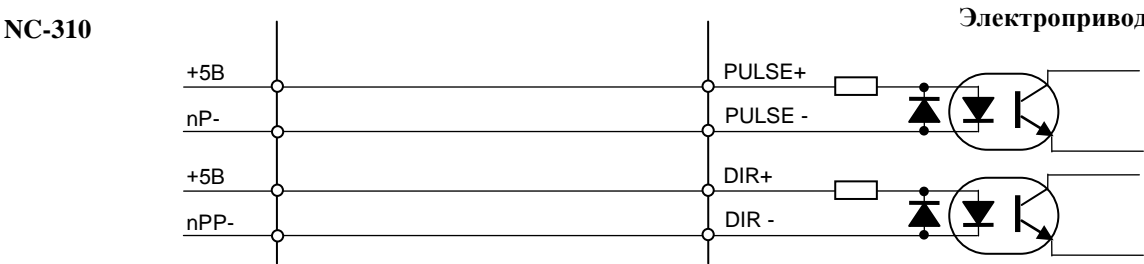 NC-310
Электропривод
+5В
PULSE+
nP-
PULSE -
+5В
DIR+
nPP-
DIR -